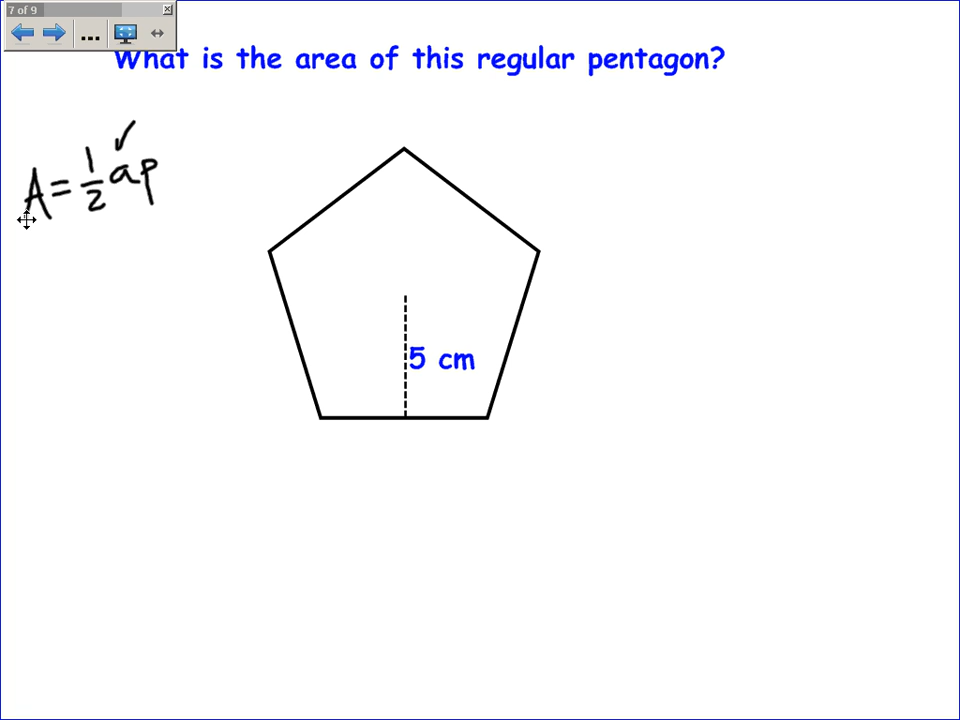 7 of 9
What is the area of this regular pentagon?
A = 1/2 ap
5 cm